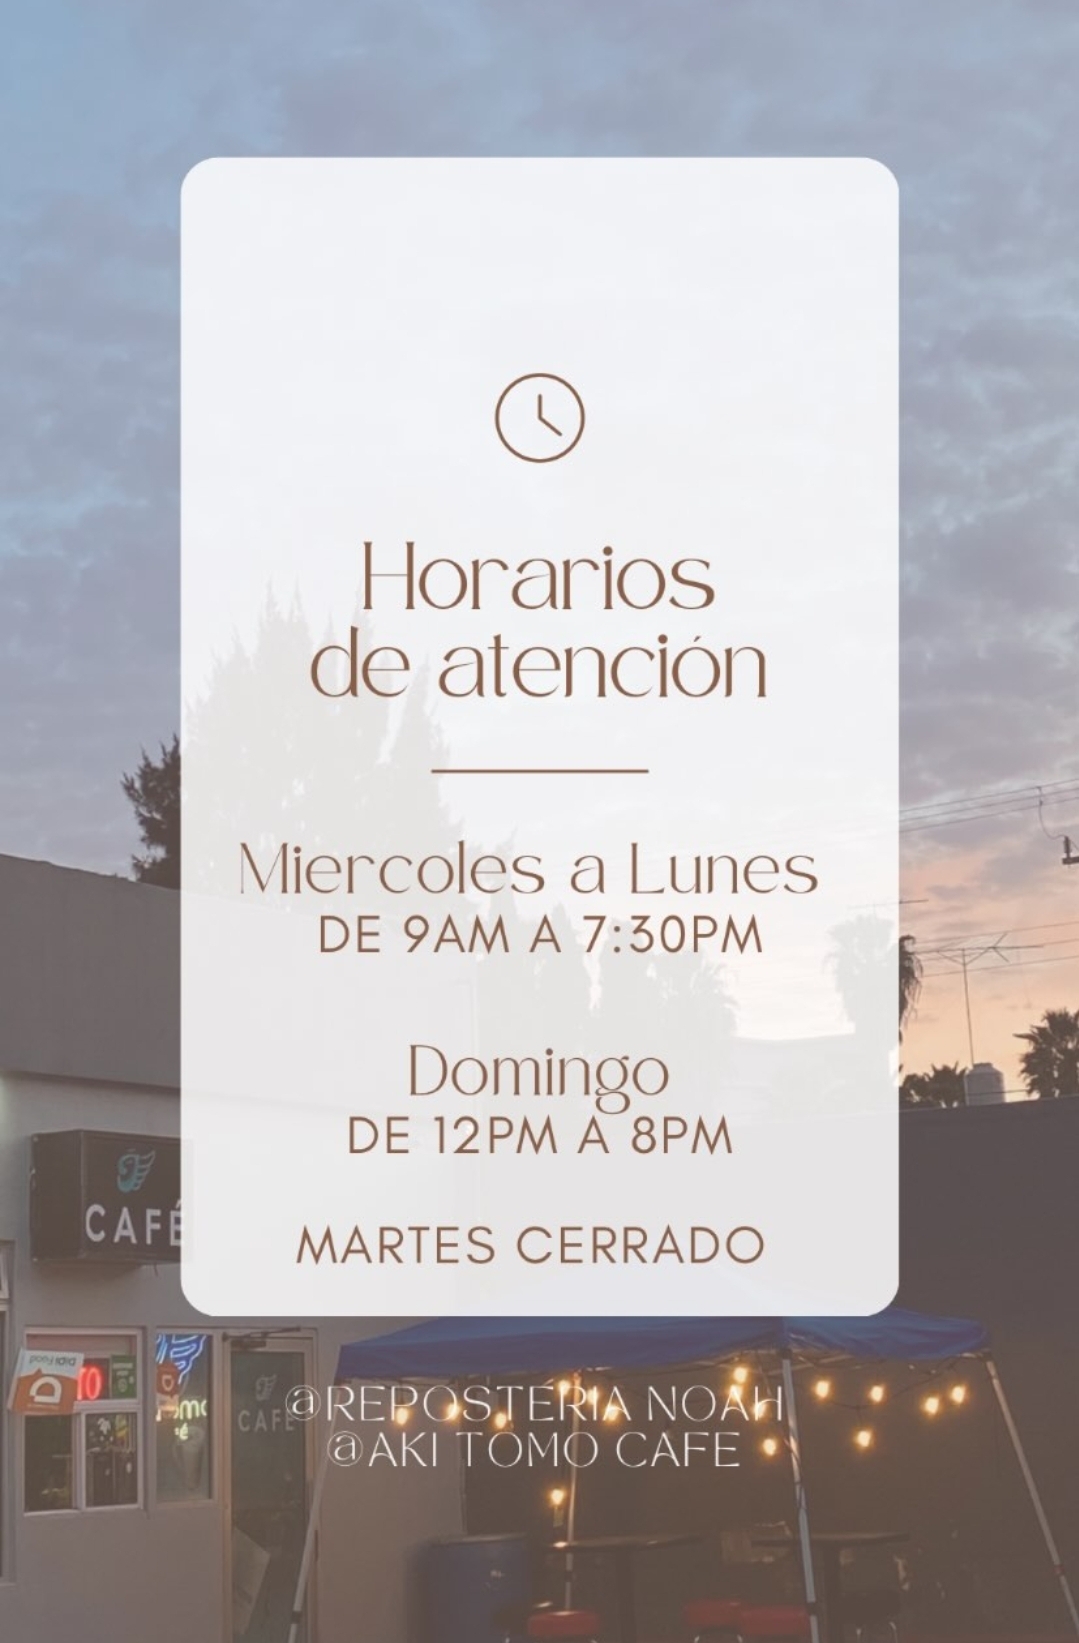 Horarios
de atención
Miercoles a Lunes
DE 9AM A 7:30PM
Domingo
DE 12PM A 8PM
MARTES CERRADO
CAFÉ
CAFE
@REPOSTERIA NOAH
@AKI TOMO CAFE